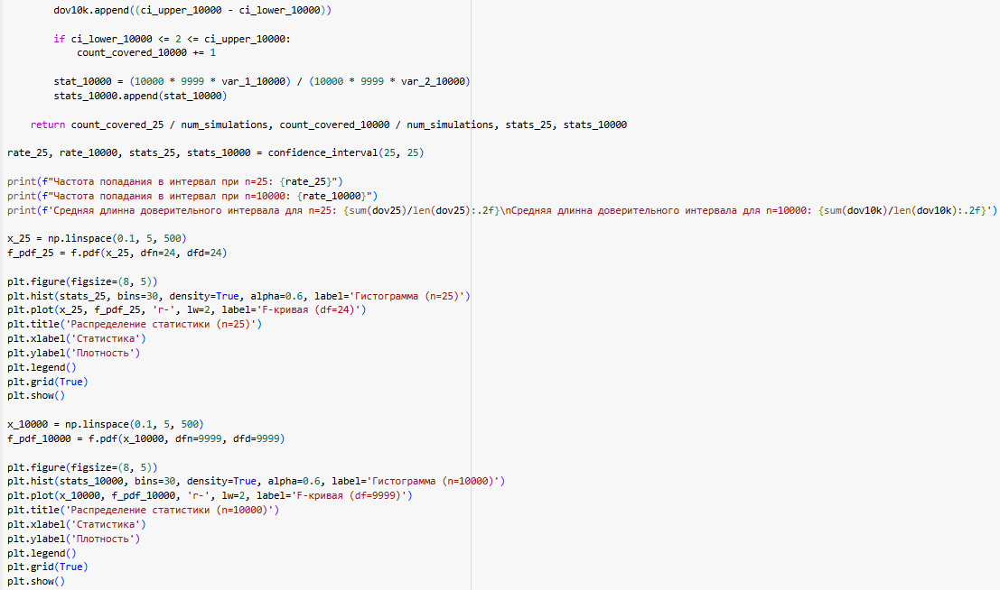 dov10k.append((ci_upper_10000 - ci_lower_10000))

        if ci_lower_10000 <= 2 <= ci_upper_10000:
            count_covered_10000 += 1

        stat_10000 = (10000 * 9999 * var_1_10000) / (10000 * 9999 * var_2_10000)
        stats_10000.append(stat_10000)

    return count_covered_25 / num_simulations, count_covered_10000 / num_simulations, stats_25, stats_10000

rate_25, rate_10000, stats_25, stats_10000 = confidence_interval(25, 25)

print(f"Частота попадания в интервал при n=25: {rate_25}")
print(f"Частота попадания в интервал при n=10000: {rate_10000}")
print(f'Средняя длинна доверительного интервала для n=25: {sum(dov25)/len(dov25):.2f}\nСредняя длинна доверительного интервала для n=10000: {sum(dov10k)/len(dov10k):.2f}')

x_25 = np.linspace(0.1, 5, 500)
f_pdf_25 = f.pdf(x_25, dfn=24, dfd=24)

plt.figure(figsize=(8, 5))
plt.hist(stats_25, bins=30, density=True, alpha=0.6, label='Гистограмма (n=25)')
plt.plot(x_25, f_pdf_25, 'r-', lw=2, label='F-кривая (df=24)')
plt.title('Распределение статистики (n=25)')
plt.xlabel('Статистика')
plt.ylabel('Плотность')
plt.legend()
plt.grid(True)
plt.show()

x_10000 = np.linspace(0.1, 5, 500)
f_pdf_10000 = f.pdf(x_10000, dfn=9999, dfd=9999)

plt.figure(figsize=(8, 5))
plt.hist(stats_10000, bins=30, density=True, alpha=0.6, label='Гистограмма (n=10000)')
plt.plot(x_10000, f_pdf_10000, 'r-', lw=2, label='F-кривая (df=9999)')
plt.title('Распределение статистики (n=10000)')
plt.xlabel('Статистика')
plt.ylabel('Плотность')
plt.legend()
plt.grid(True)
plt.show()